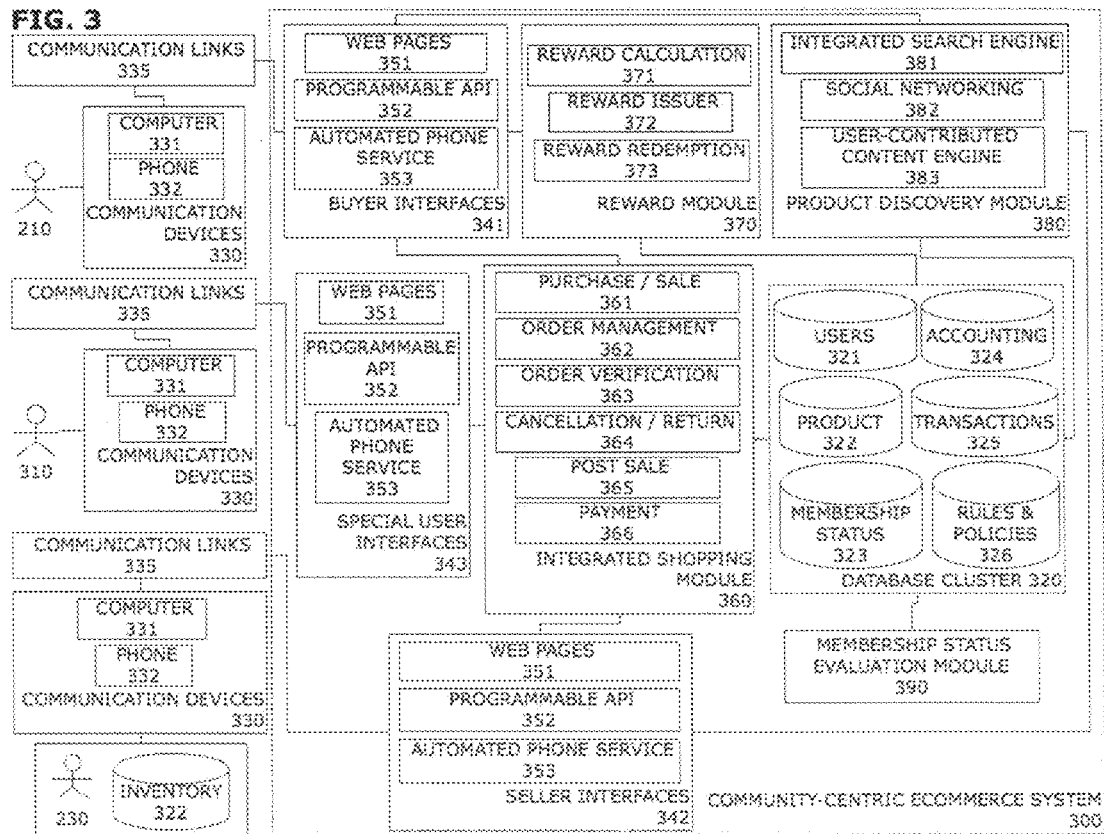 FIG. 3
COMMUNICATION LINKS
335
COMPUTER
331
PHONE
332
COMMUNICATION
DEVICES
330
210
WEB PAGES
351
PROGRAMMABLE API
352
AUTOMATED PHONE
SERVICE
353
BUYER INTERFACES
341
REWARD CALCULATION
371
REWARD ISSUER
372
REWARD REDEMPTION
373
REWARD MODULE
370
INTEGRATED SEARCH ENGINE
381
SOCIAL NETWORKING
382
USER-CONTRIBUTED
CONTENT ENGINE
383
PRODUCT DISCOVERY MODULE
380
COMMUNICATION LINKS
335
COMPUTER
331
PHONE
332
COMMUNICATION
DEVICES
330
310
WEB PAGES
351
PROGRAMMABLE
API
352
AUTOMATED
PHONE
SERVICE
353
SPECIAL USER
INTERFACES
343
PURCHASE / SALE
361
ORDER MANAGEMENT
362
ORDER VERIFICATION
363
CANCELLATION / RETURN
364
POST SALE
365
PAYMENT
366
INTEGRATED SHOPPING
MODULE
360
USERS
321
ACCOUNTING
324
PRODUCT
322
TRANSACTIONS
325
MEMBERSHIP
STATUS
323
RULES &
POLICIES
326
DATABASE CLUSTER 320
COMMUNICATION LINKS
335
COMPUTER
331
PHONE
332
COMMUNICATION DEVICES
330
230
INVENTORY
322
WEB PAGES
351
PROGRAMMABLE API
352
AUTOMATED PHONE SERVICE
353
SELLER INTERFACES
342
MEMBERSHIP STATUS
EVALUATION MODULE
390
COMMUNITY-CENTRIC ECOMMERCE SYSTEM
300